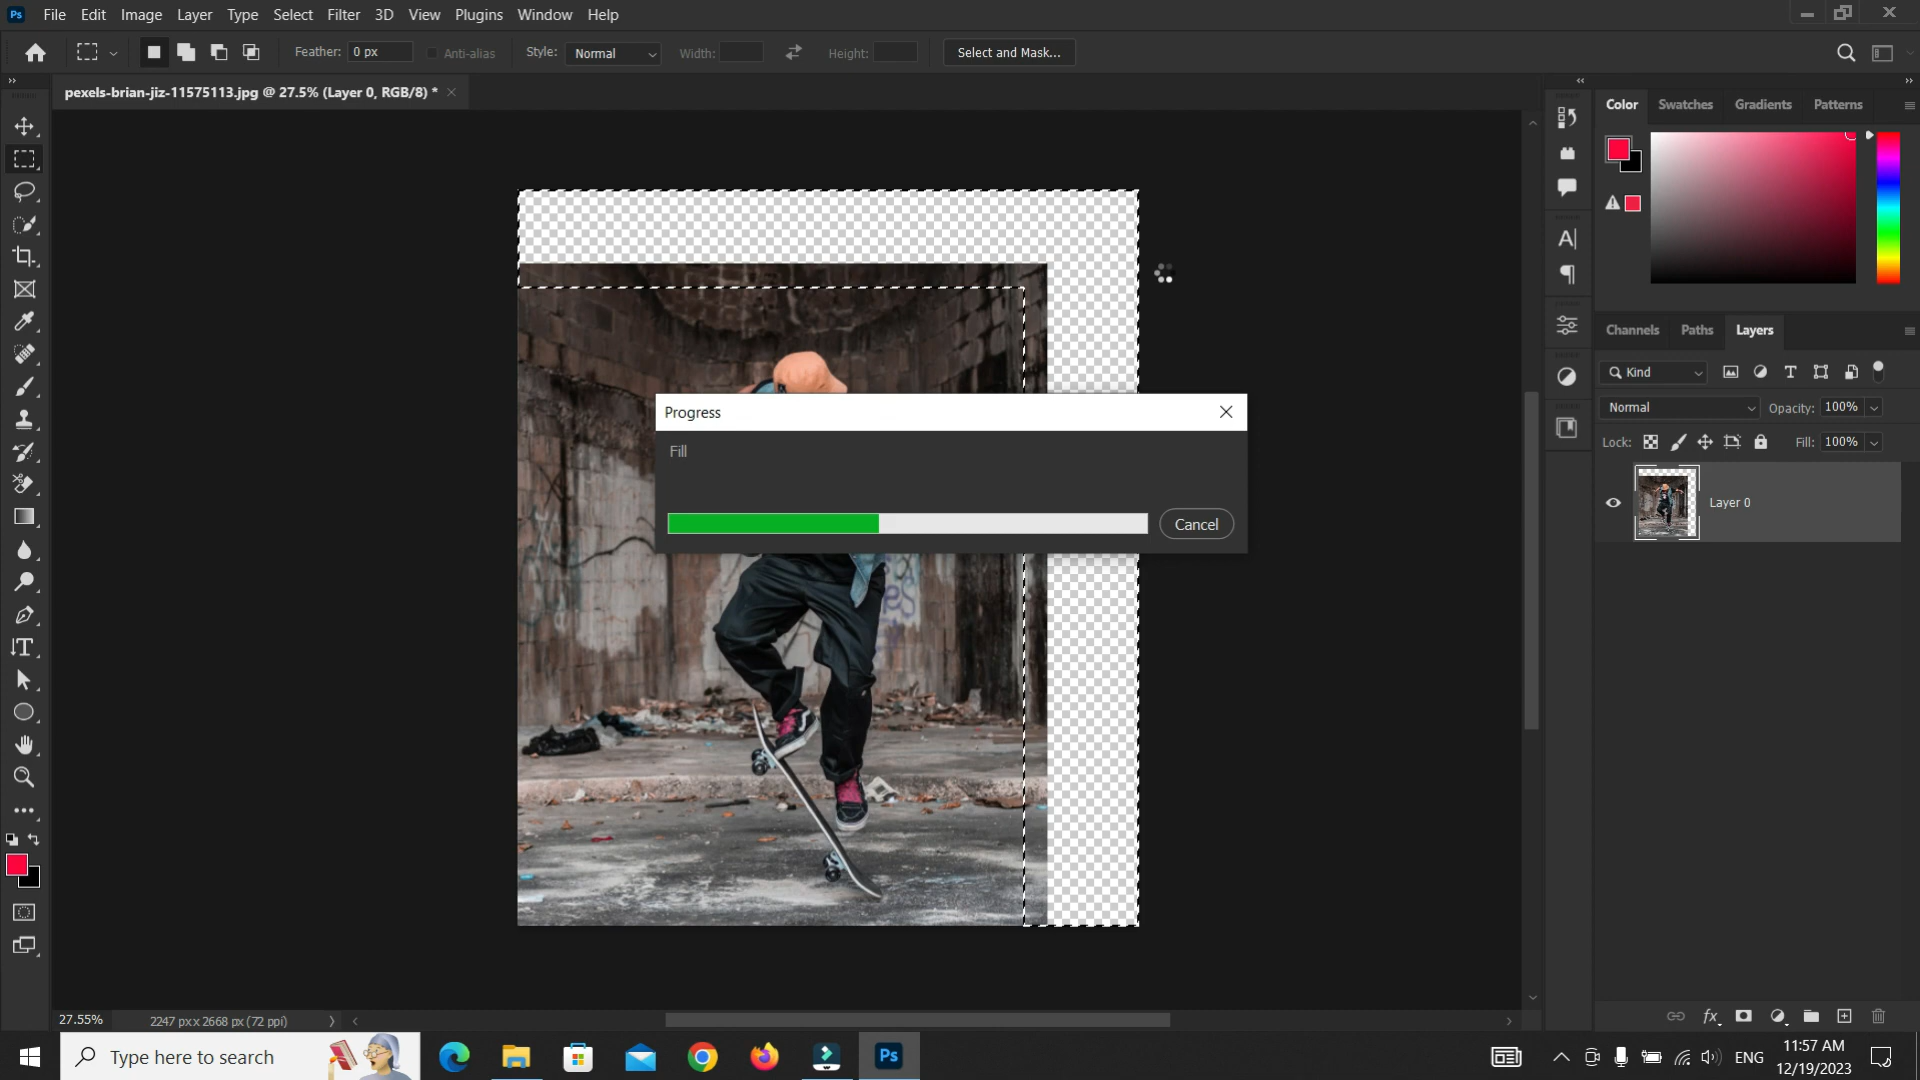 Ps File Edit Image Layer Type Select Filter 3D View Plugins Window Help
Feather: 0 px Anti-alias Style: Normal Width: Height: Select and Mask...
pexels-brian-jiz-11575113.jpg @ 27.5% (Layer 0, RGB/8) *
Color Swatches Gradients Patterns
Channels Paths Layers
Kind
Normal Opacity: 100%
Lock: Fill: 100%
Layer 0
Progress
Fill
Cancel
27.55% 2247 px x 2668 px (72 ppi)
Type here to search
Ps
ENG
11:57 AM
12/19/2023